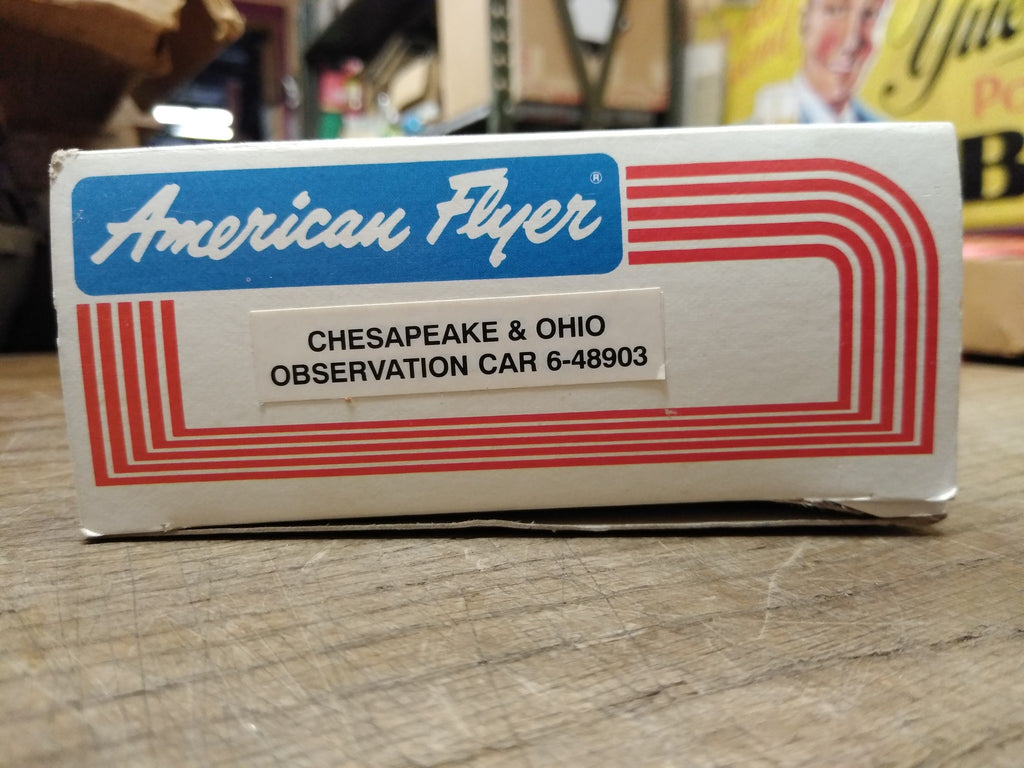 American Flyer®
CHESAPEAKE & OHIO
OBSERVATION CAR 6-48903